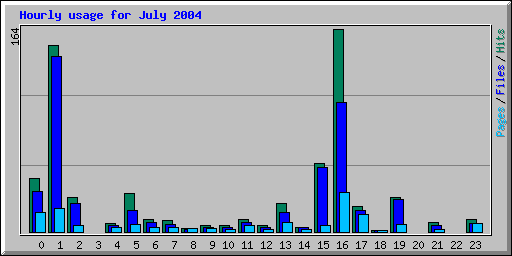 Hourly usage for July 2004
164
Pages/Files/Hits
0 1 2 3 4 5 6 7 8 9 10 11 12 13 14 15 16 17 18 19 20 21 22 23